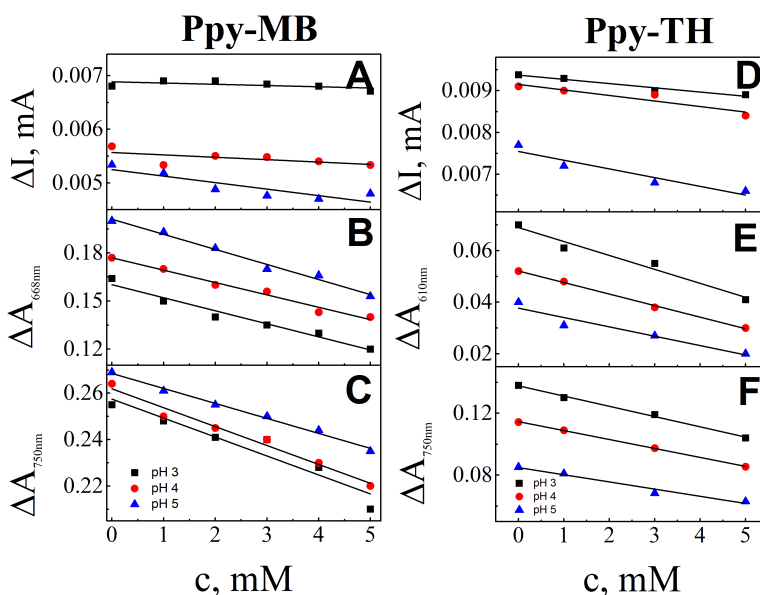 Ppy-MB
Ppy-TH
A
ΔI, mA
0.007
0.006
0.005
B
ΔA668nm
0.18
0.15
0.12
C
ΔA750nm
0.26
0.24
0.22
pH 3
pH 4
pH 5
0 1 2 3 4 5
c, mM
D
ΔI, mA
0.009
0.008
0.007
E
ΔA610nm
0.06
0.04
0.02
F
ΔA750nm
0.12
0.08
pH 3
pH 4
pH 5
0 1 2 3 4 5
c, mM